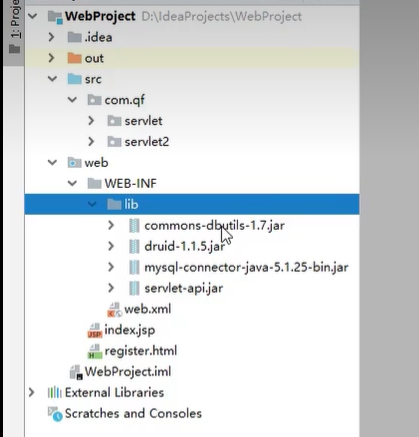 1: Proje
WebProject D:\IdeaProjects\WebProject
.idea
out
src
com.qf
servlet
servlet2
web
WEB-INF
lib
commons-dbutils-1.7.jar
druid-1.1.5.jar
mysql-connector-java-5.1.25-bin.jar
servlet-api.jar
web.xml
index.jsp
register.html
WebProject.iml
External Libraries
Scratches and Consoles